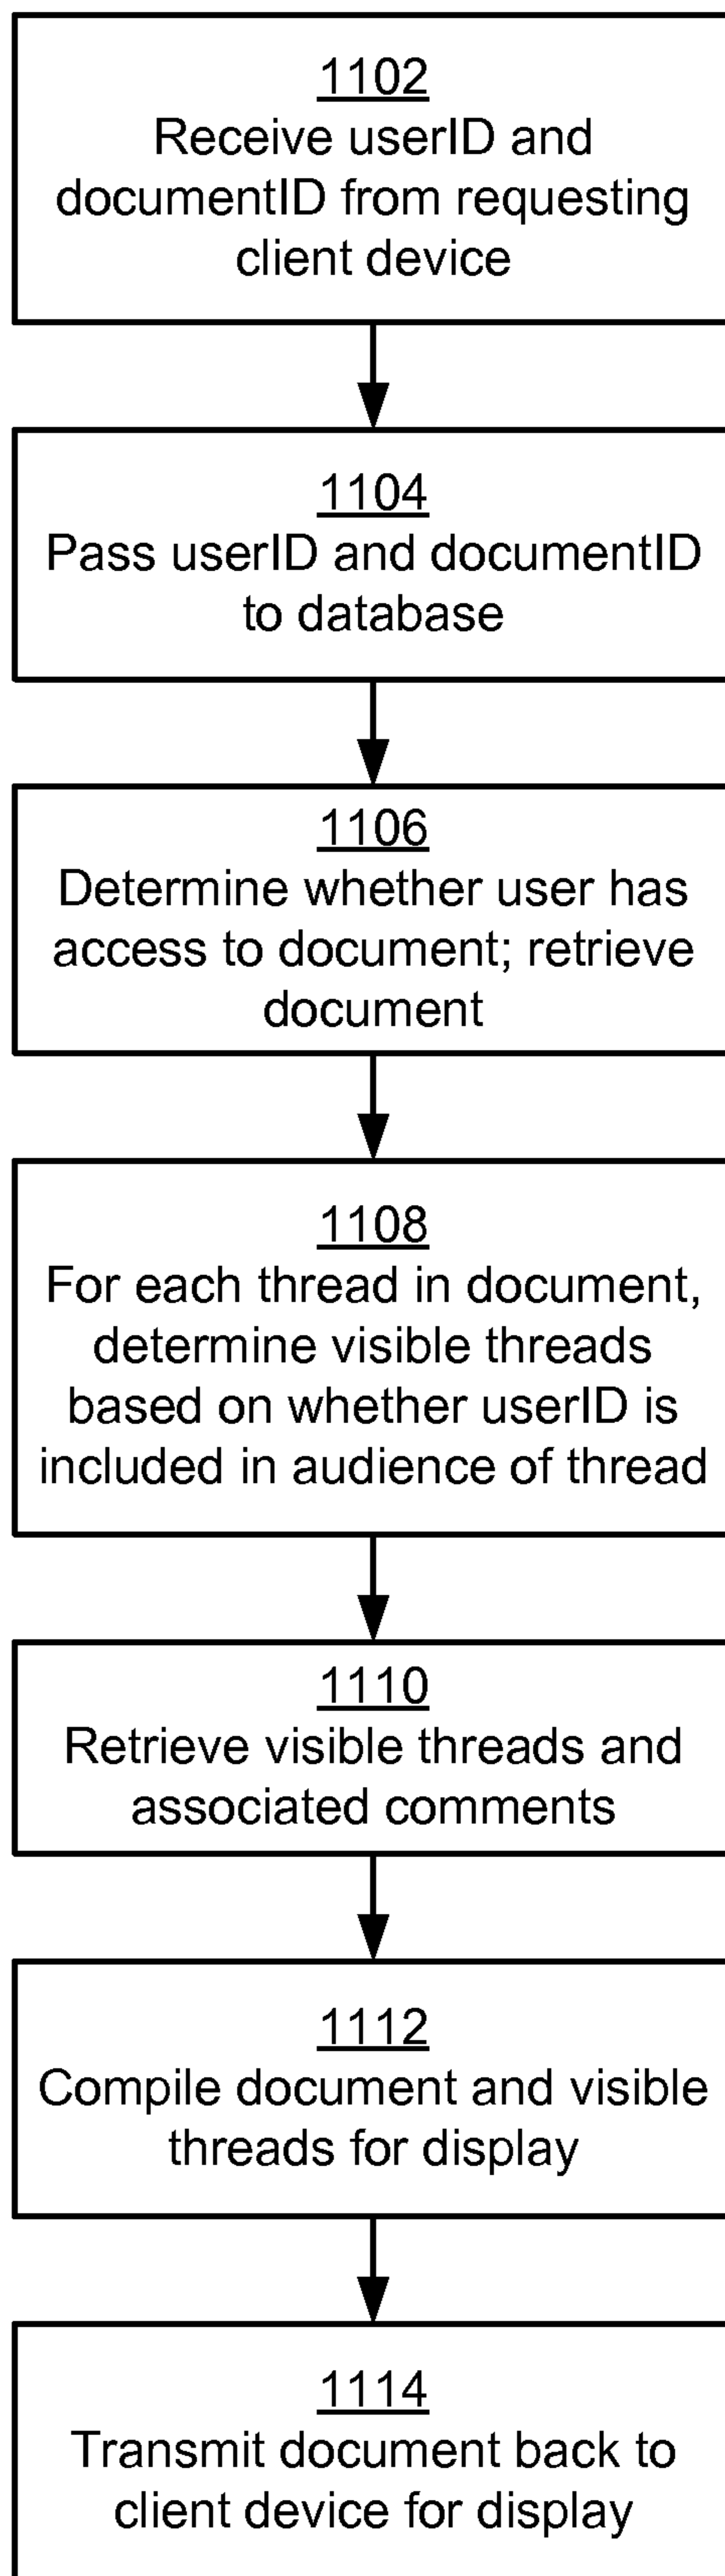 1102
Receive userID and
documentID from requesting
client device
1104
Pass userID and documentID
to database
1106
Determine whether user has
access to document; retrieve
document
1108
For each thread in document,
determine visible threads
based on whether userID is
included in audience of thread
1110
Retrieve visible threads and
associated comments
1112
Compile document and visible
threads for display
1114
Transmit document back to
client device for display